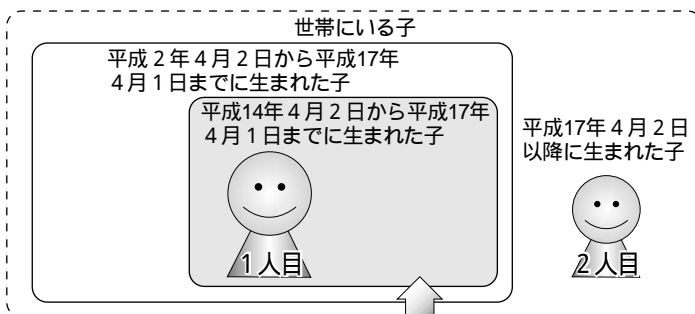 世帯にいる子
平成２年４月２日から平成17年
４月１日までに生まれた子
平成14年４月２日から平成17年
４月１日までに生まれた子
1人目
平成17年４月２日
以降に生まれた子
2人目